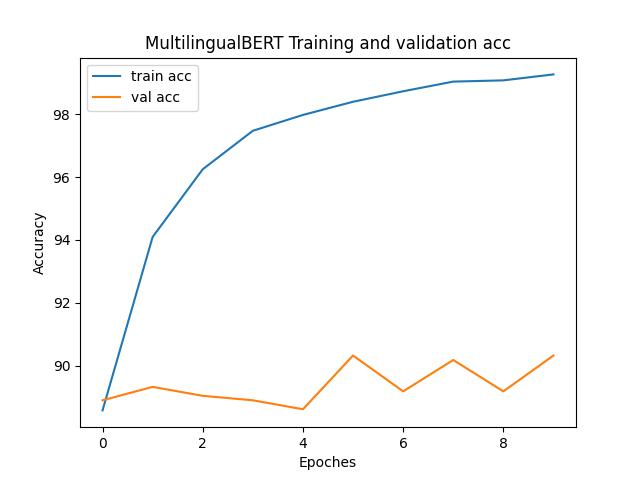 MultilingualBERT Training and validation acc
train acc
val acc
98
96
94
92
90
Accuracy
0 2 4 6 8
Epoches